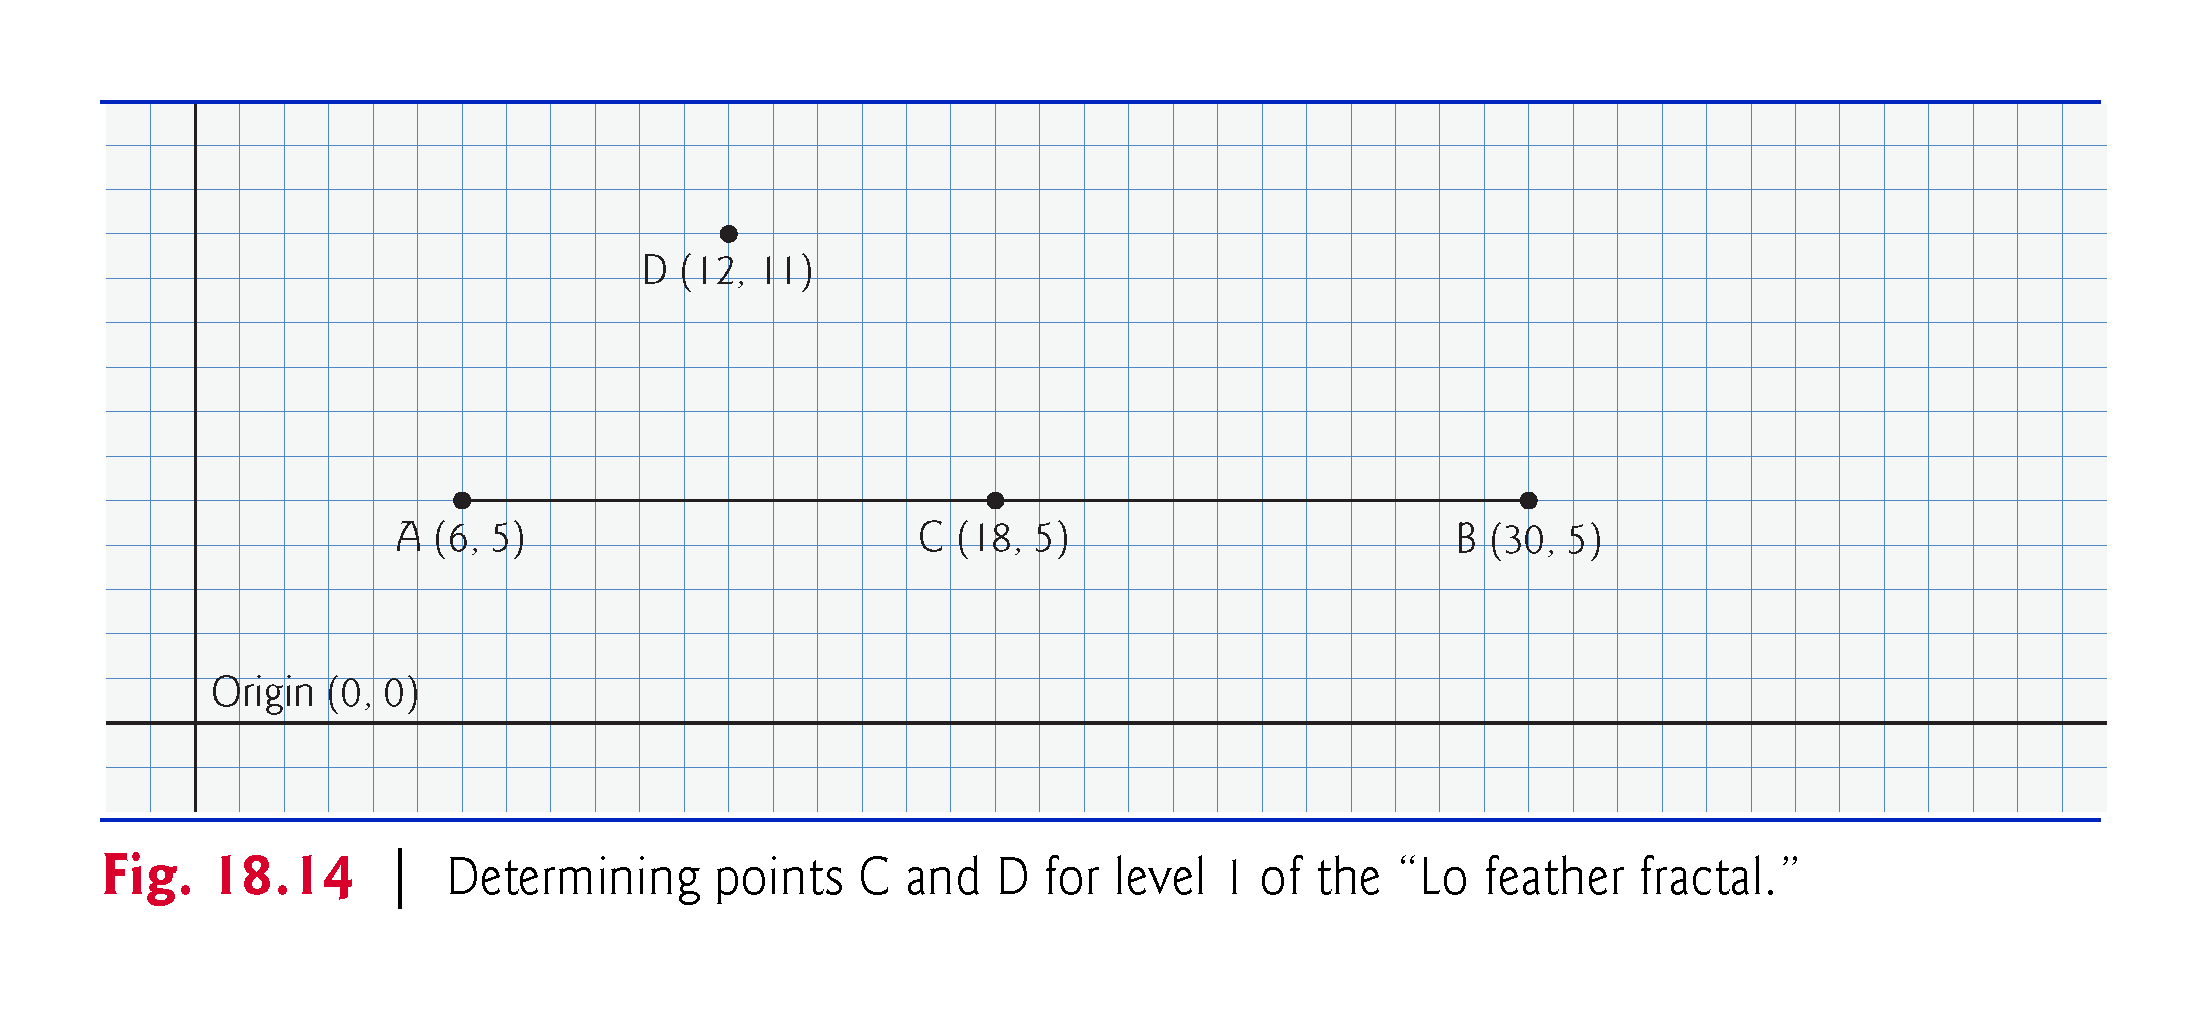 D (12, 11)
A (6, 5)
C (18, 5)
B (30, 5)
Origin (0, 0)
Fig. 18.14 | Determining points C and D for level 1 of the “Lo feather fractal.”